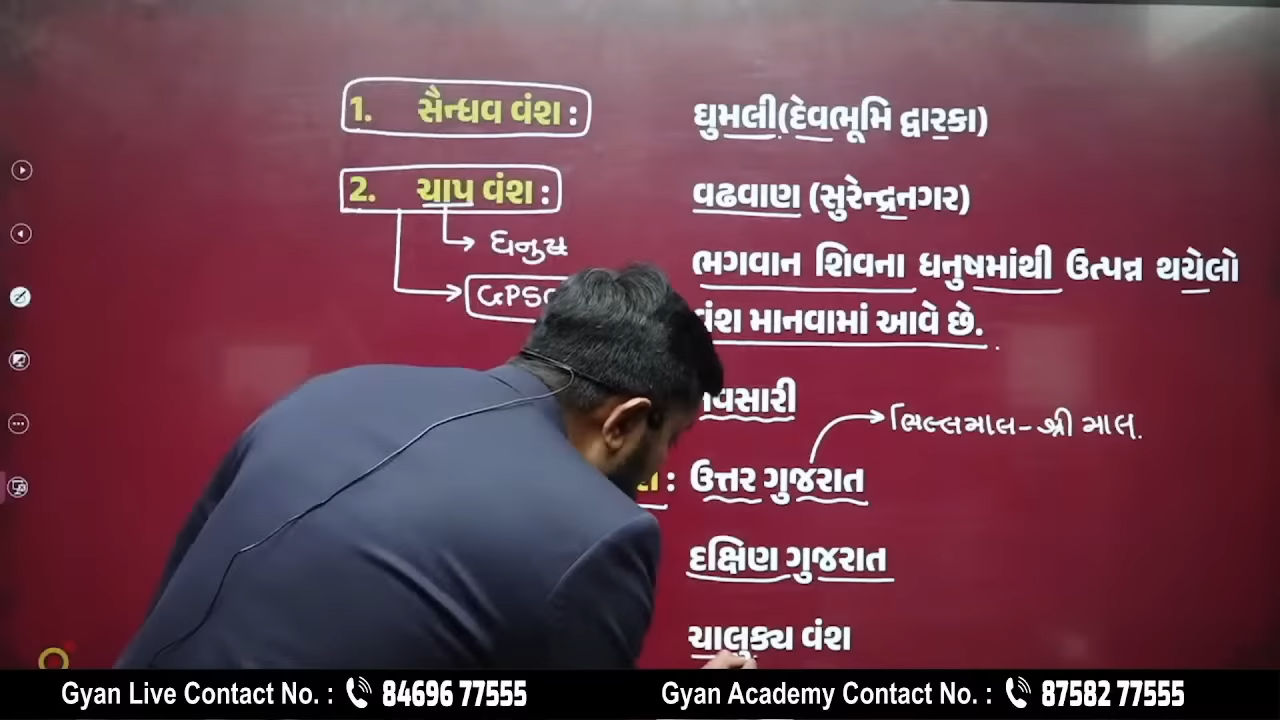 1. સૈન્ધવ વંશ : ઘુમલી(દેવભૂમિ દ્વારકા)
2. ચાપ વંશ : વઢવાણ (સુરેન્દ્રનગર)
ધનુષ
ભગવાન શિવના ધનુષમાંથી ઉત્પન્ન થયેલો
વંશ માનવામાં આવે છે.
નવસારી
ભિલ્લમાલ - શ્રી માલ.
: ઉત્તર ગુજરાત
દક્ષિણ ગુજરાત
ચાલુક્ય વંશ
Gyan Live Contact No. : 84696 77555
Gyan Academy Contact No. : 87582 77555